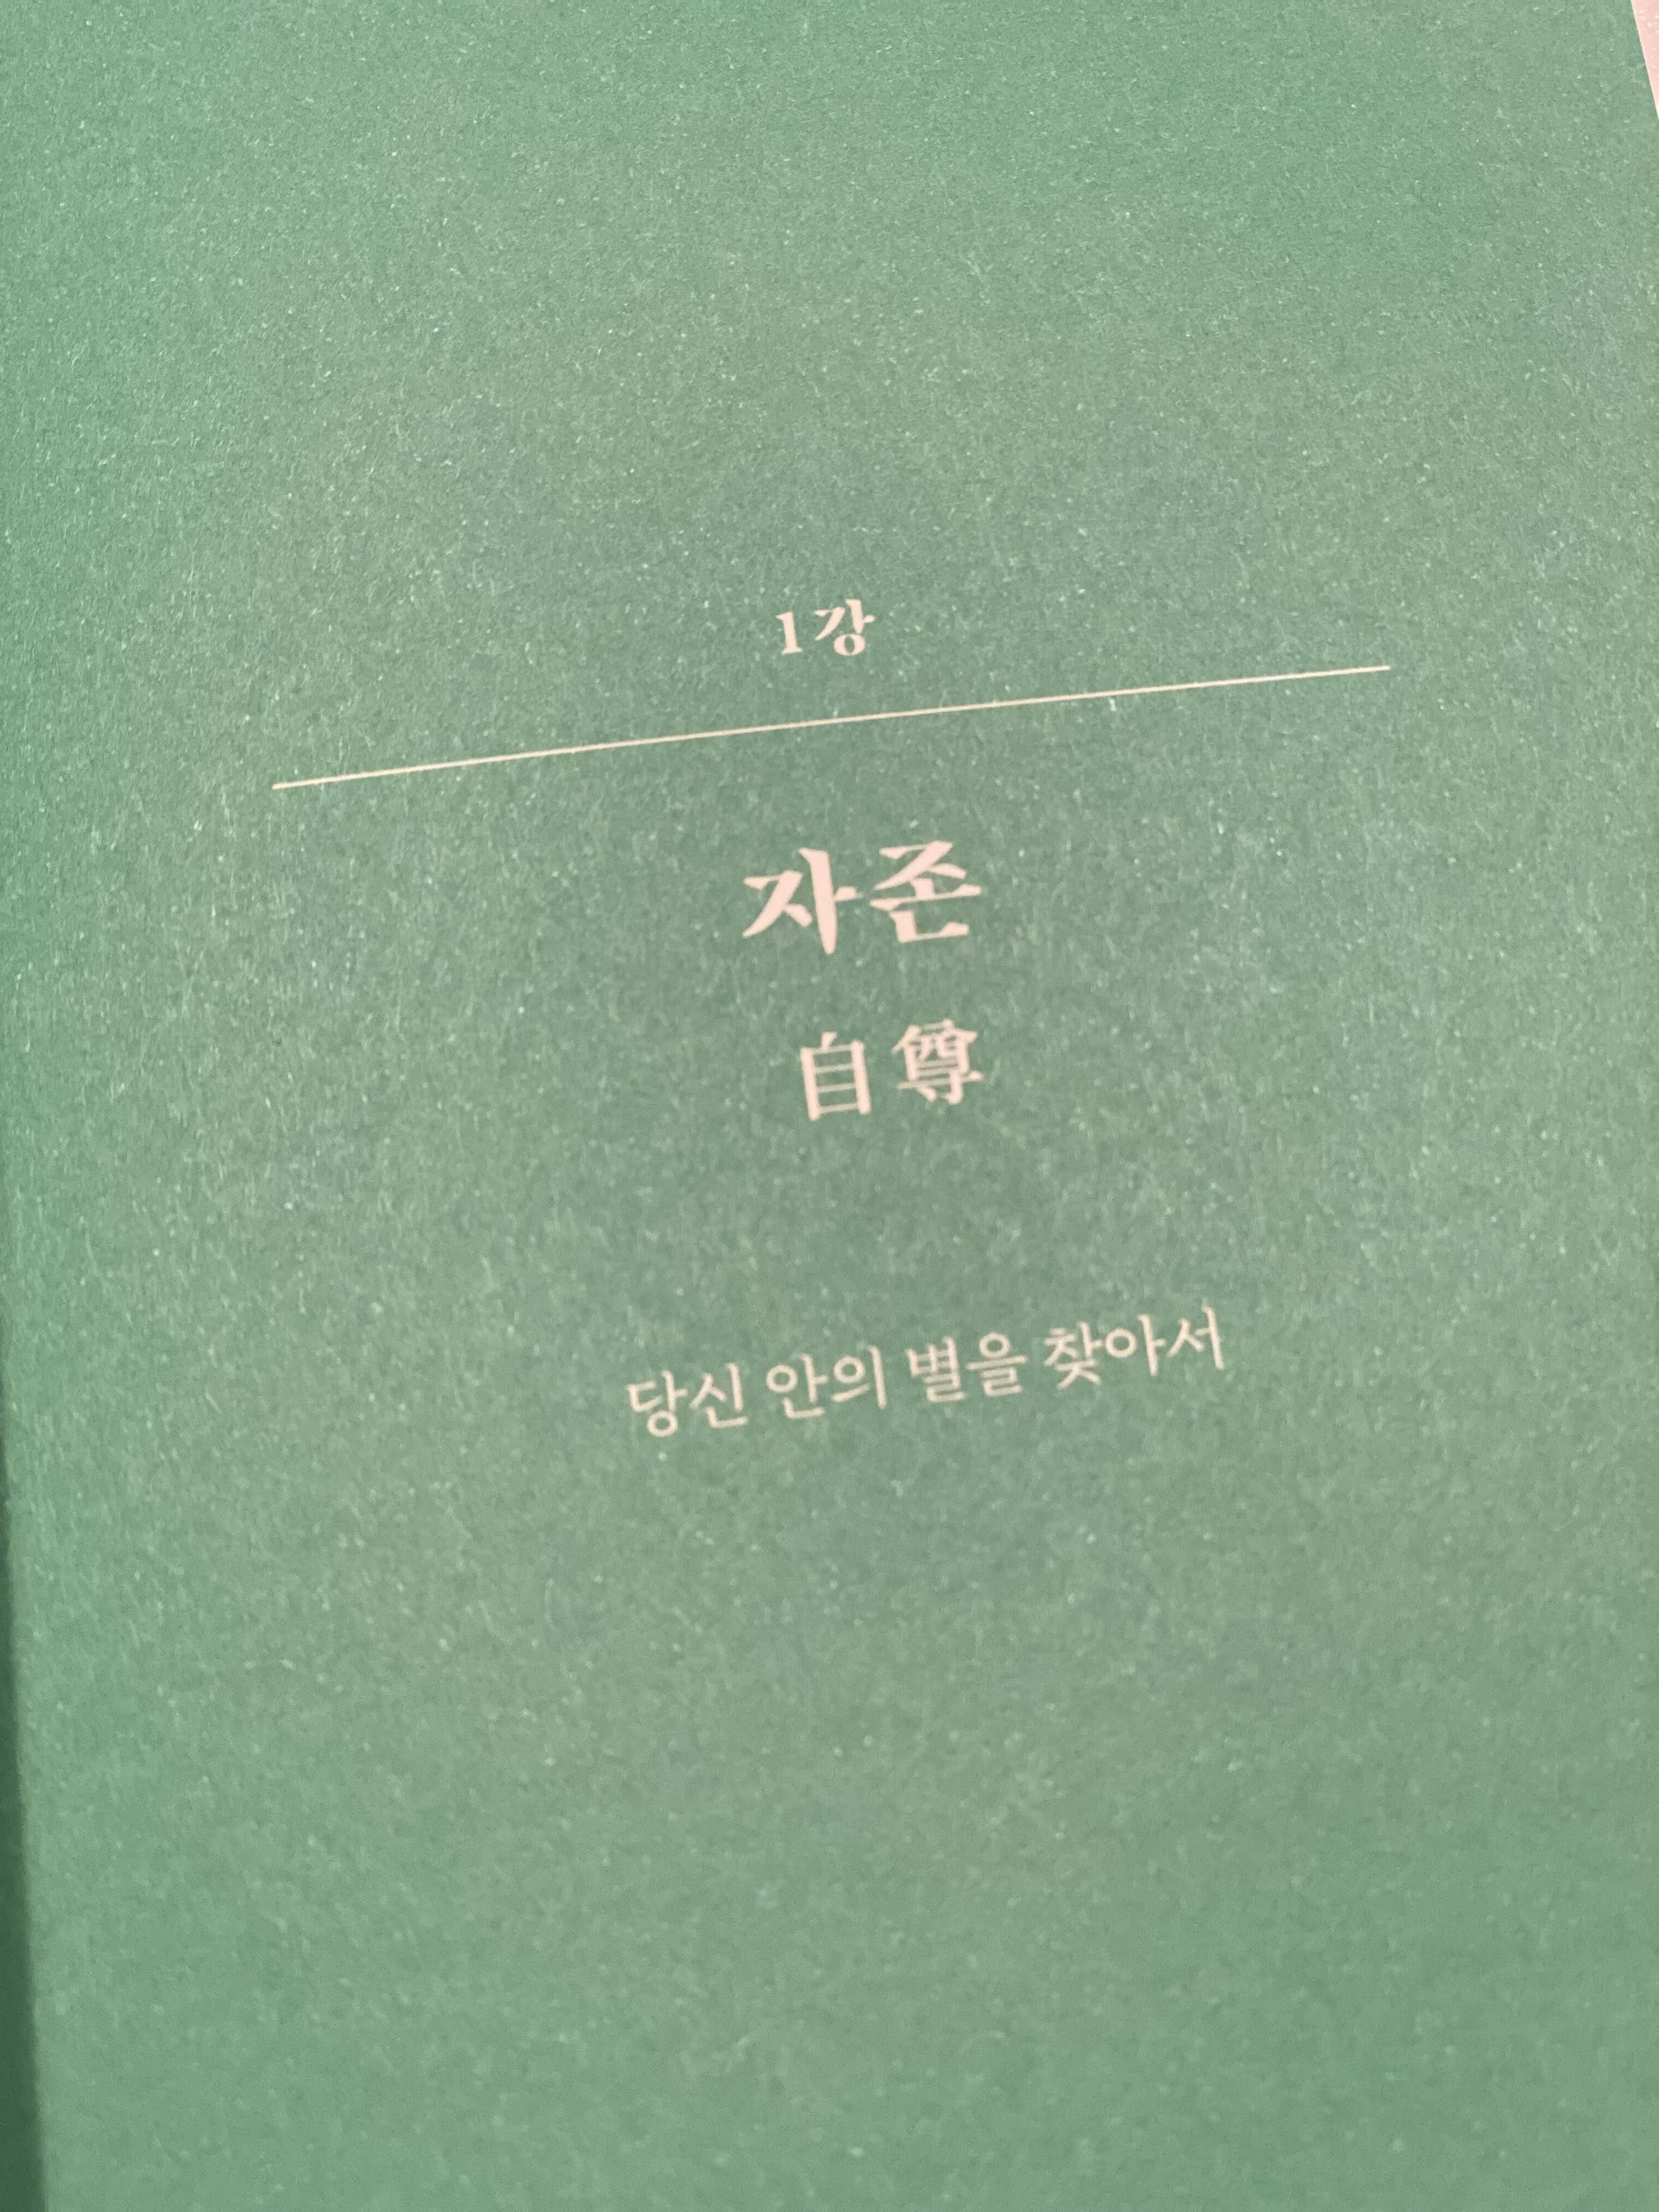 1강
자존
自尊
당신 안의 별을 찾아서